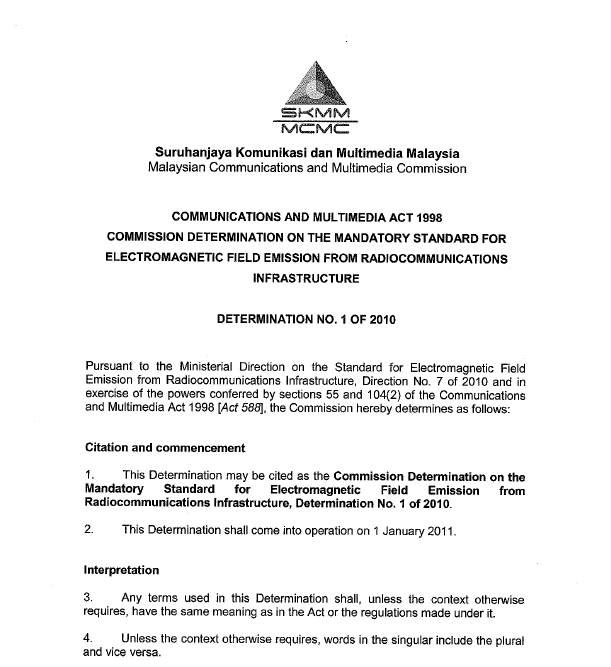 SKMM
MCMC
Suruhanjaya Komunikasi dan Multimedia Malaysia
Malaysian Communications and Multimedia Commission
COMMUNICATIONS AND MULTIMEDIA ACT 1998
COMMISSION DETERMINATION ON THE MANDATORY STANDARD FOR
ELECTROMAGNETIC FIELD EMISSION FROM RADIOCOMMUNICATIONS
INFRASTRUCTURE
DETERMINATION NO. 1 OF 2010
Pursuant to the Ministerial Direction on the Standard for Electromagnetic Field
Emission from Radiocommunications Infrastructure, Direction No. 7 of 2010 and in
exercise of the powers conferred by sections 55 and 104(2) of the Communications
and Multimedia Act 1998 [Act 588], the Commission hereby determines as follows:
Citation and commencement
1. This Determination may be cited as the Commission Determination on the
Mandatory Standard for Electromagnetic Field Emission from
Radiocommunications Infrastructure, Determination No. 1 of 2010.
2. This Determination shall come into operation on 1 January 2011.
Interpretation
3. Any terms used in this Determination shall, unless the context otherwise
requires, have the same meaning as in the Act or the regulations made under it.
4. Unless the context otherwise requires, words in the singular include the plural
and vice versa.